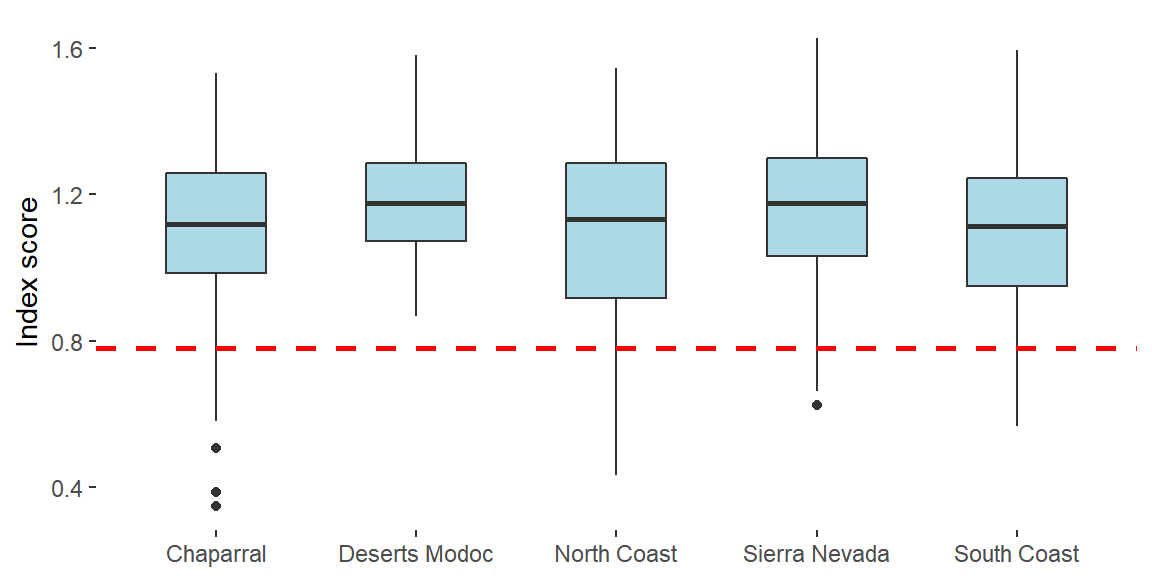 Index score
1.6
1.2
0.8
0.4
Chaparral
Deserts Modoc
North Coast
Sierra Nevada
South Coast